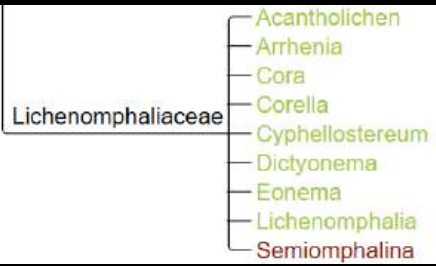 Acantholichen
Arrhenia
Cora
Corella
Lichenomphaliaceae
Cyphellostereum
Dictyonema
Eonema
Lichenomphalia
Semiomphalina